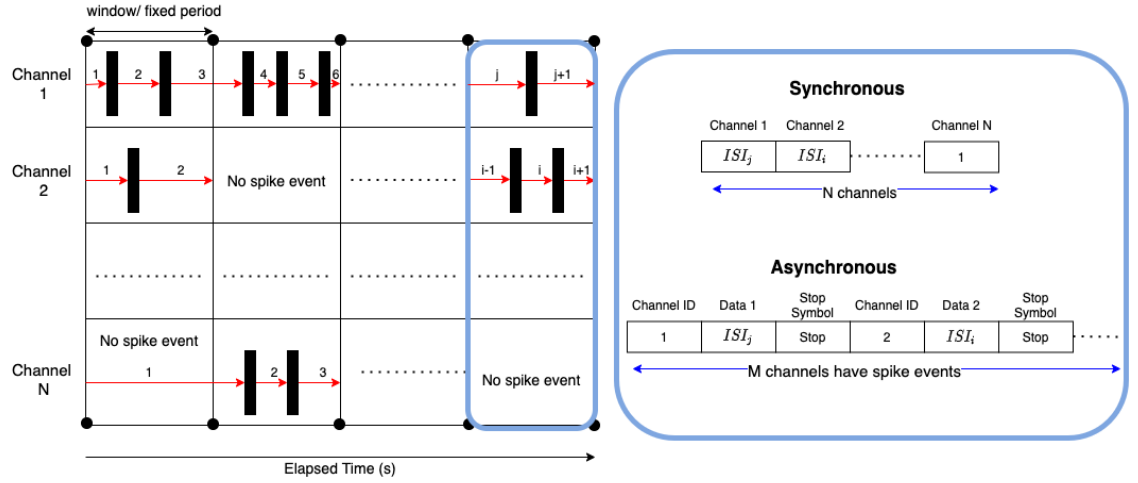 window/ fixed period
Channel
1
1 2 3 4 5 6 j j+1
Channel
2
1 2 No spike event i-1 i i+1
No spike event
Channel
N
1 2 3 No spike event
Elapsed Time (s)
Synchronous
Channel 1 Channel 2 Channel N
ISI_j ISI_i 1
N channels
Asynchronous
Channel ID Data 1 Stop Symbol Channel ID Data 2 Stop Symbol
1 ISI_j Stop 2 ISI_i Stop
M channels have spike events